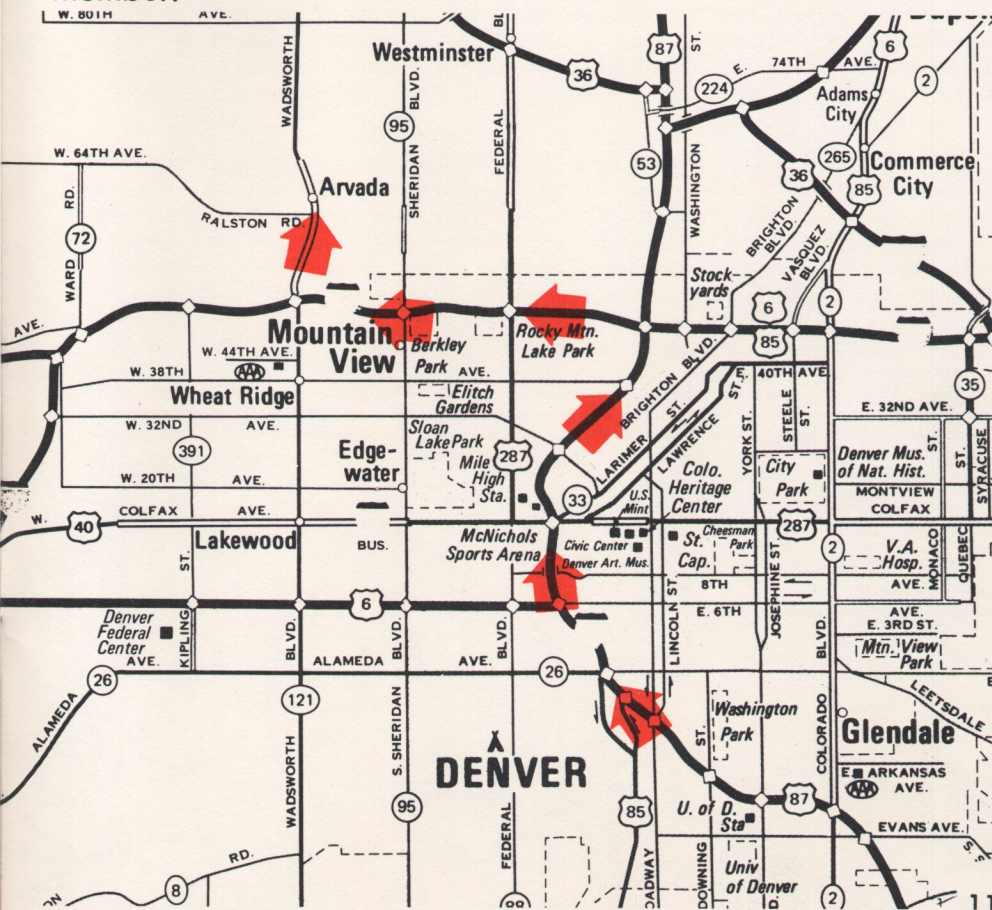 W. 80TH AVE.
Westminster
36
87
ST.
6
E. 74TH AVE.
224
2
Adams
City
WADSWORTH
95
SHERIDAN BLVD.
FEDERAL
53
WASHINGTON
36
265
Commerce
City
85
W. 64TH AVE.
Arvada
RALSTON RD.
WARD RD.
72
BRIGHTON
BLVD.
VASQUEZ
BLVD.
Stock
yards
6
85
2
AVE.
Mountain
View
Berkley
Park
Rocky Mtn.
Lake Park
W. 44TH AVE.
AAA
W. 38TH AVE.
Wheat Ridge
Elitch
Gardens
BRIGHTON BLVD.
E. 40TH AVE
35
W. 32ND AVE.
E. 32ND AVE.
391
Sloan
Lake Park
Edge-
water
Mile
High
Sta.
287
LARIMER ST.
LAWRENCE ST.
YORK ST.
STEELE ST.
Colo.
Heritage
Center
City
Park
Denver Mus.
of Nat. Hist.
ST.
ST.
SYRACUSE
W. 20TH AVE.
33
U.S.
Mint
MONTVIEW
W. 40 COLFAX AVE.
COLFAX
BUS.
287
2
Lakewood
McNichols
Sports Arena
Civic Center
Denver Art. Mus.
St.
Cap.
Cheesman
Park
V.A.
Hosp.
MONACO
QUEBEC
ST.
8TH AVE.
6
E. 6TH AVE.
E. 3RD ST.
Denver
Federal
Center
KIPLING
BLVD.
BLVD.
BLVD.
LINCOLN ST.
JOSEPHINE ST.
BLVD.
Mtn. View
Park
AVE. ALAMEDA AVE.
26
26
LEETSDALE
ALAMEDA
121
S. SHERIDAN
Washington
Park
ST.
COLORADO
Glendale
DENVER
E. ARKANSAS
AVE.
AAA
WADSWORTH
95
FEDERAL
85
U. of D.
Sta
87
EVANS AVE.
RD.
8
Univ
of Denver
2